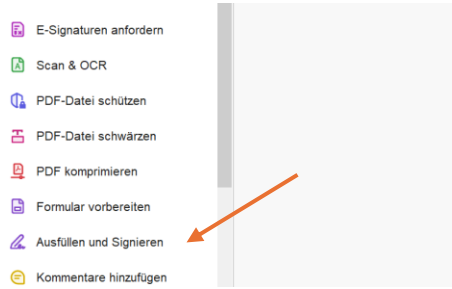 E-Signaturen anfordern
Scan & OCR
PDF-Datei schützen
PDF-Datei schwärzen
PDF komprimieren
Formular vorbereiten
Ausfüllen und Signieren
Kommentare hinzufügen